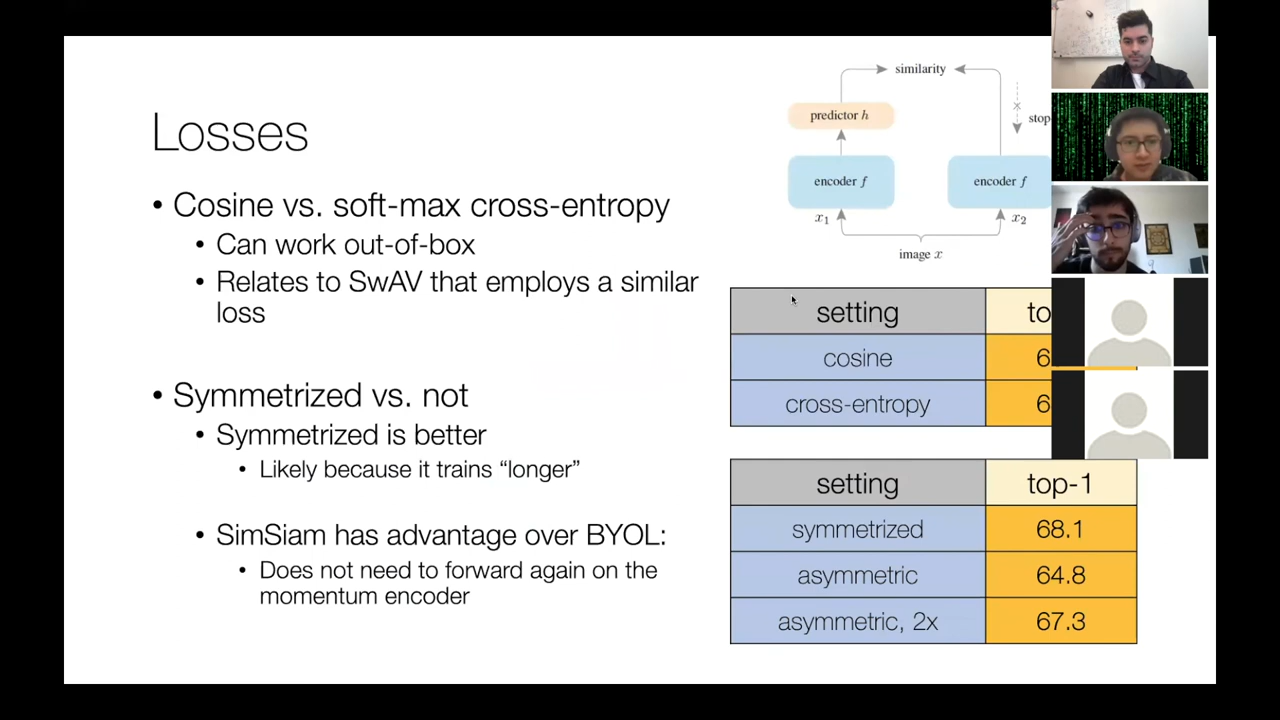 Losses
• Cosine vs. soft-max cross-entropy
• Can work out-of-box
• Relates to SwAV that employs a similar
loss
• Symmetrized vs. not
• Symmetrized is better
• Likely because it trains “longer”
• SimSiam has advantage over BYOL:
• Does not need to forward again on the
momentum encoder
similarity
predictor h
stop
encoder f
encoder f
x₁
x₂
image x
setting
cosine
cross-entropy
setting top-1
symmetrized 68.1
asymmetric 64.8
asymmetric, 2x 67.3